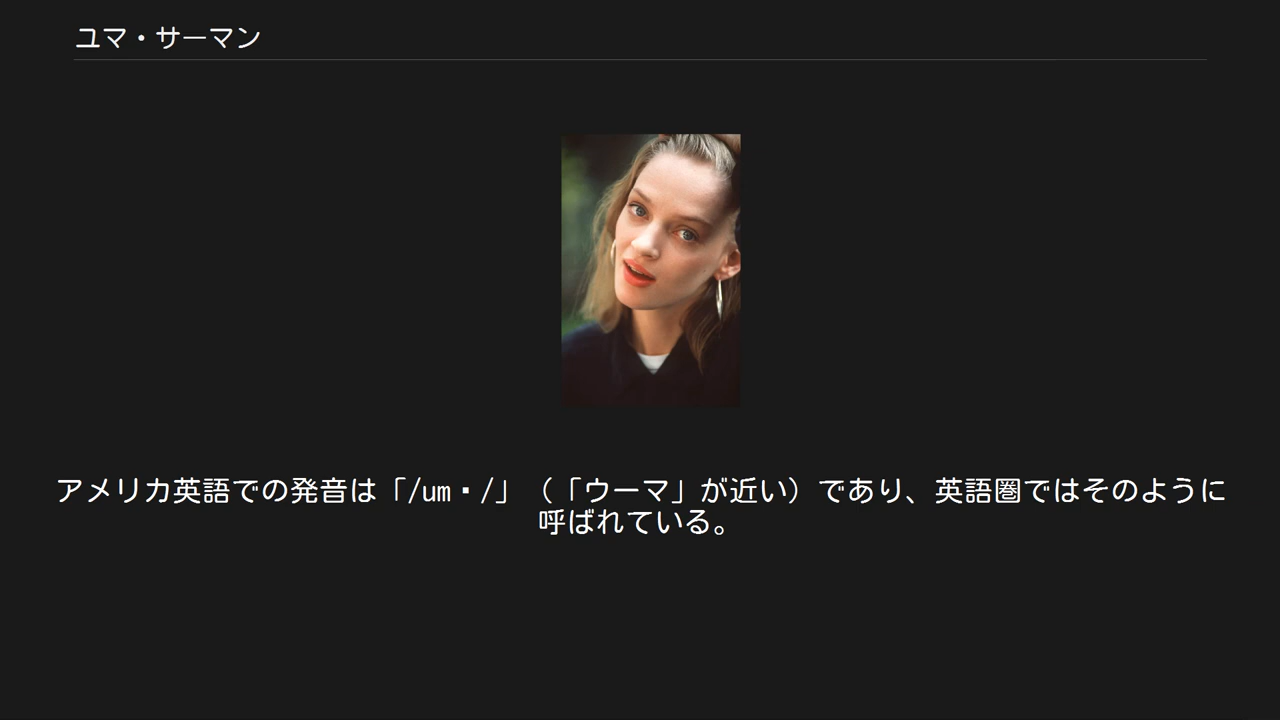 ユマ・サーマン
アメリカ英語での発音は「/um▪/」（「ウーマ」が近い）であり、英語圏ではそのように
呼ばれている。